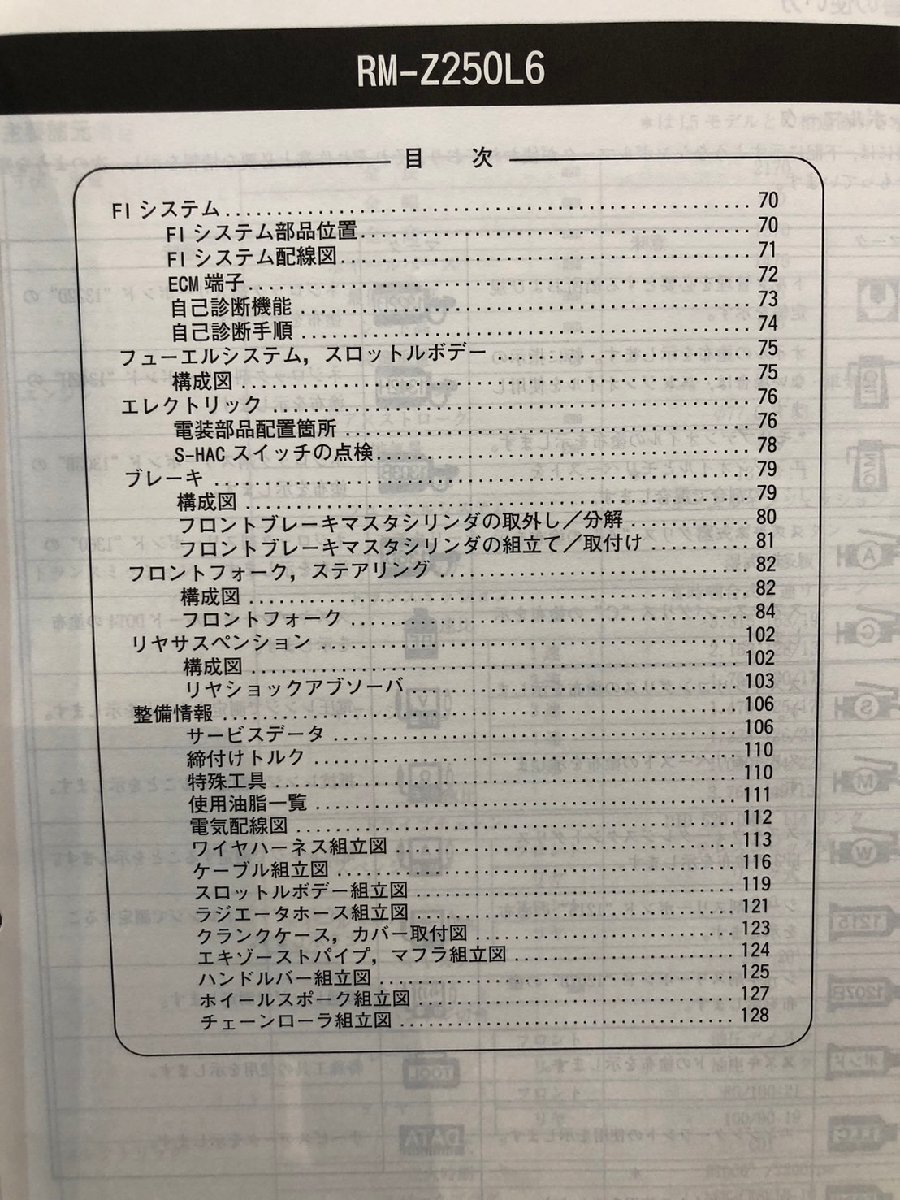 RM-Z250L6
目 次
FI システム 70
FI システム部品位置 70
FI システム配線図 71
ECM 端子 72
自己診断機能 73
自己診断手順 74
フューエルシステム, スロットルボデー 75
構成図 75
エレクトリック 76
電装部品配置箇所 76
S-HAC スイッチの点検 78
ブレーキ 79
構成図 79
フロントブレーキマスタシリンダの取外し/分解 80
フロントブレーキマスタシリンダの組立て/取付け 81
フロントフォーク, ステアリング 82
構成図 82
フロントフォーク 84
リヤサスペンション 102
構成図 102
リヤショックアブソーバ 103
整備情報 106
サービスデータ 106
締付けトルク 110
特殊工具 110
使用油脂一覧 111
電気配線図 112
ワイヤハーネス組立図 113
ケーブル組立図 116
スロットルボデー組立図 119
ラジエータホース組立図 121
クランクケース, カバー取付図 123
エキゾーストパイプ, マフラ組立図 124
ハンドルバー組立図 125
ホイールスポーク組立図 127
チェーンローラ組立図 128